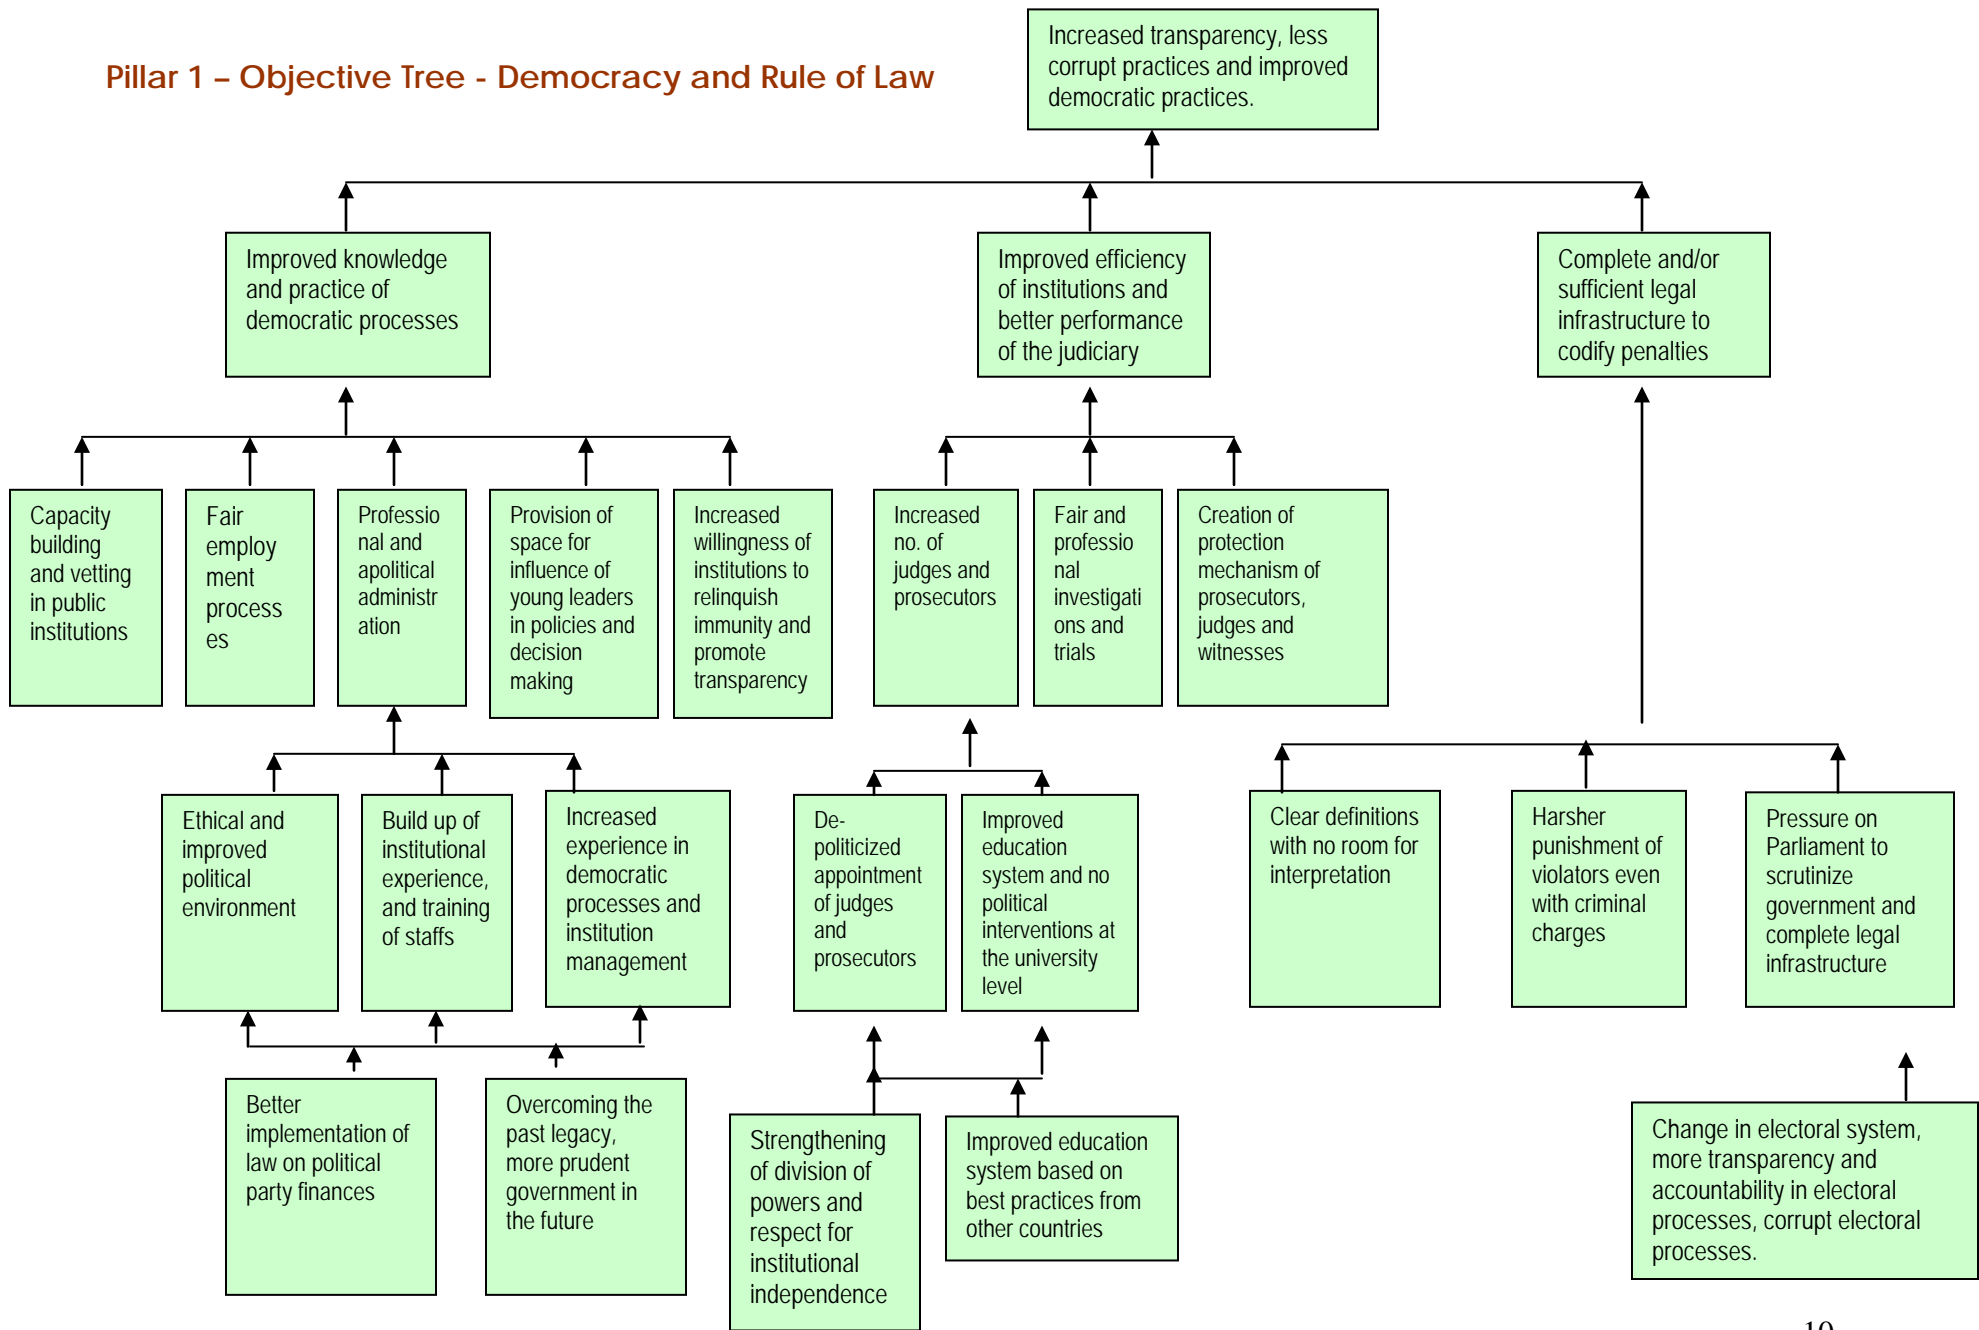 Pillar 1 – Objective Tree - Democracy and Rule of Law
Increased transparency, less
corrupt practices and improved
democratic practices.
Improved knowledge
and practice of
democratic processes
Improved efficiency
of institutions and
better performance
of the judiciary
Complete and/or
sufficient legal
infrastructure to
codify penalties
Capacity
building
and vetting
in public
institutions
Fair
employ
ment
process
es
Professio
nal and
apolitical
administr
ation
Provision of
space for
influence of
young leaders
in policies and
decision
making
Increased
willingness of
institutions to
relinquish
immunity and
promote
transparency
Increased
no. of
judges and
prosecutors
Fair and
professio
nal
investigati
ons and
trials
Creation of
protection
mechanism of
prosecutors,
judges and
witnesses
Ethical and
improved
political
environment
Build up of
institutional
experience,
and training
of staffs
Increased
experience in
democratic
processes and
institution
management
De-
politicized
appointment
of judges
and
prosecutors
Improved
education
system and no
political
interventions at
the university
level
Clear definitions
with no room for
interpretation
Harsher
punishment of
violators even
with criminal
charges
Pressure on
Parliament to
scrutinize
government and
complete legal
infrastructure
Better
implementation of
law on political
party finances
Overcoming the
past legacy,
more prudent
government in
the future
Strengthening
of division of
powers and
respect for
institutional
independence
Improved education
system based on
best practices from
other countries
Change in electoral system,
more transparency and
accountability in electoral
processes, corrupt electoral
processes.
10